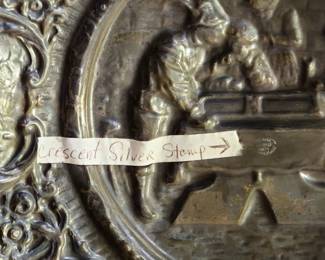 Crescent Silver Stamp →